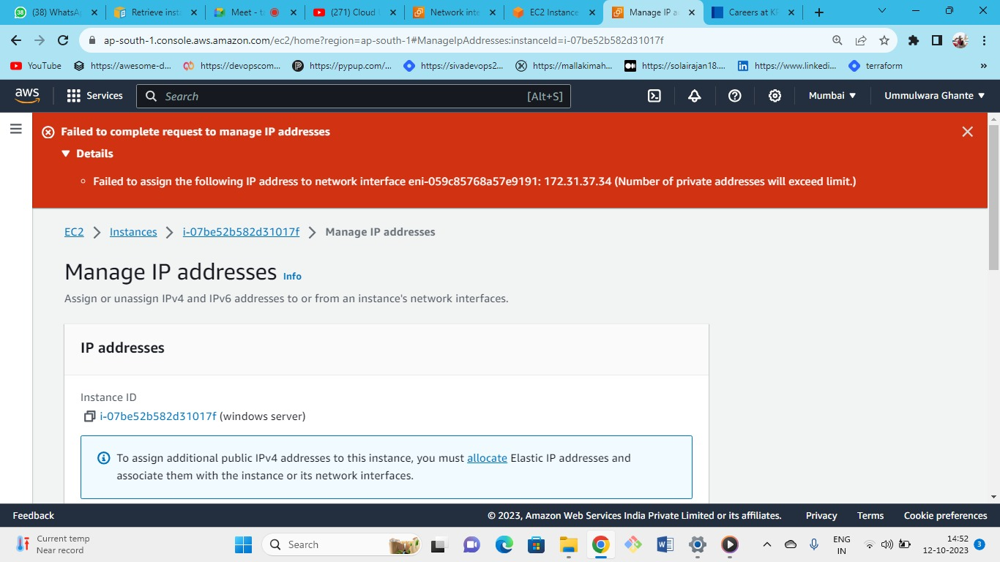 (38) WhatsA
Retrieve inst
Meet - ta
(271) Cloud
Network inte
EC2 Instance
Manage IP a
Careers at KP
ap-south-1.console.aws.amazon.com/ec2/home?region=ap-south-1#ManageIpAddresses:instanceId=i-07be52b582d31017f
YouTube
https://awesome-d...
https://devopscom...
https://pypup.com/...
https://sivadevops2...
https://mallakimah...
https://solairajan18....
https://www.linkedi...
terraform
»
aws
Services
Search
[Alt+S]
Mumbai
Ummulwara Ghante
Failed to complete request to manage IP addresses
Details
Failed to assign the following IP address to network interface eni-059c85768a57e9191: 172.31.37.34 (Number of private addresses will exceed limit.)
EC2 > Instances > i-07be52b582d31017f > Manage IP addresses
Manage IP addresses Info
Assign or unassign IPv4 and IPv6 addresses to or from an instance's network interfaces.
IP addresses
Instance ID
i-07be52b582d31017f (windows server)
To assign additional public IPv4 addresses to this instance, you must allocate Elastic IP addresses and
associate them with the instance or its network interfaces.
Feedback
© 2023, Amazon Web Services India Private Limited or its affiliates.
Privacy
Terms
Cookie preferences
Current temp
Near record
Search
ENG
IN
14:52
12-10-2023
3